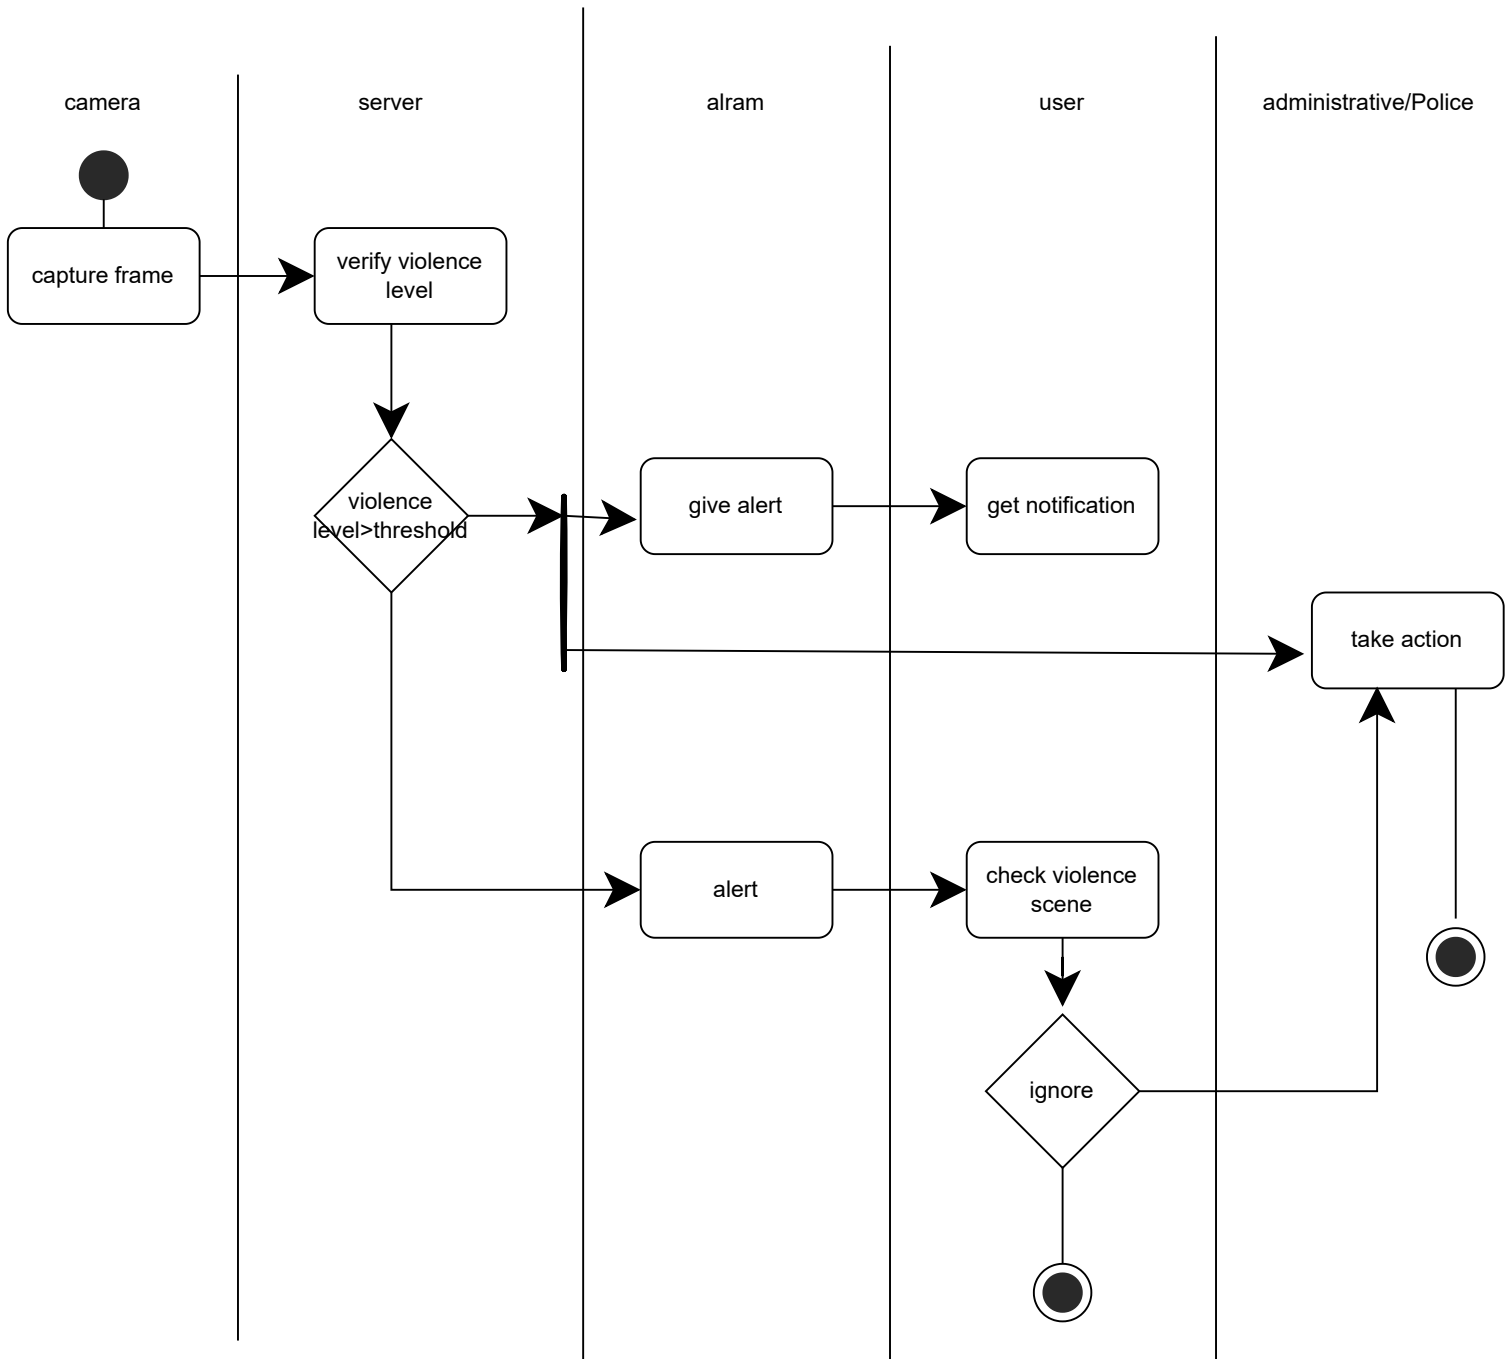 camera
server
alram
user
administrative/Police
capture frame
verify violence
level
violence
level>threshold
give alert
get notification
take action
alert
check violence
scene
ignore